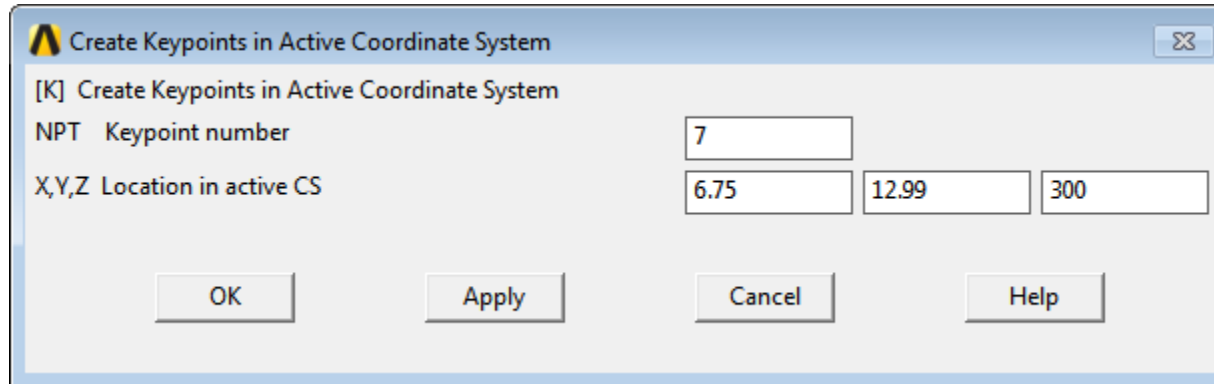 Create Keypoints in Active Coordinate System
[K] Create Keypoints in Active Coordinate System
NPT Keypoint number 7
X,Y,Z Location in active CS 6.75 12.99 300
OK Apply Cancel Help